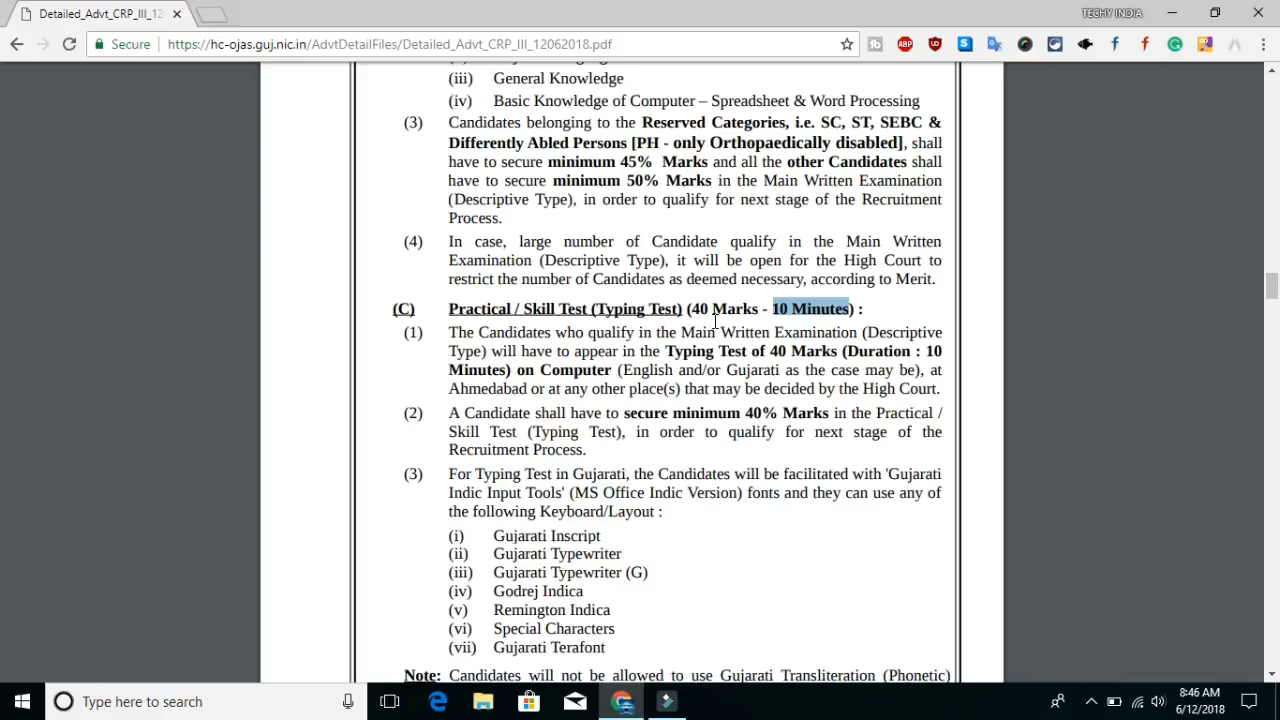 Detailed_Advt_CRP_III_12
TECHY INDIA
Secure
https://hc-ojas.guj.nic.in/AdvtDetailFiles/Detailed_Advt_CRP_III_12062018.pdf
(iii) General Knowledge
(iv) Basic Knowledge of Computer – Spreadsheet & Word Processing
(3) Candidates belonging to the Reserved Categories, i.e. SC, ST, SEBC &
Differently Abled Persons [PH - only Orthopaedically disabled], shall
have to secure minimum 45% Marks and all the other Candidates shall
have to secure minimum 50% Marks in the Main Written Examination
(Descriptive Type), in order to qualify for next stage of the Recruitment
Process.
(4) In case, large number of Candidate qualify in the Main Written
Examination (Descriptive Type), it will be open for the High Court to
restrict the number of Candidates as deemed necessary, according to Merit.
(C) Practical / Skill Test (Typing Test) (40 Marks - 10 Minutes) :
(1) The Candidates who qualify in the Main Written Examination (Descriptive
Type) will have to appear in the Typing Test of 40 Marks (Duration : 10
Minutes) on Computer (English and/or Gujarati as the case may be), at
Ahmedabad or at any other place(s) that may be decided by the High Court.
(2) A Candidate shall have to secure minimum 40% Marks in the Practical /
Skill Test (Typing Test), in order to qualify for next stage of the
Recruitment Process.
(3) For Typing Test in Gujarati, the Candidates will be facilitated with 'Gujarati
Indic Input Tools' (MS Office Indic Version) fonts and they can use any of
the following Keyboard/Layout :
(i) Gujarati Inscript
(ii) Gujarati Typewriter
(iii) Gujarati Typewriter (G)
(iv) Godrej Indica
(v) Remington Indica
(vi) Special Characters
(vii) Gujarati Terafont
Note: Candidates will not be allowed to use Gujarati Transliteration (Phonetic)
Type here to search
8:46 AM
6/12/2018